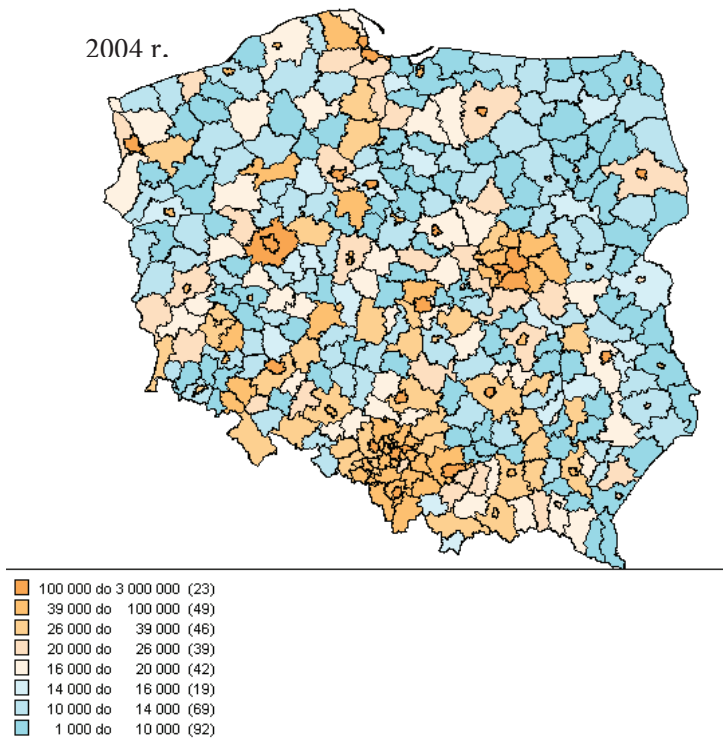 2004 r.
100 000 do 3 000 000 (23)
39 000 do 100 000 (49)
26 000 do 39 000 (46)
20 000 do 26 000 (39)
16 000 do 20 000 (42)
14 000 do 16 000 (19)
10 000 do 14 000 (69)
1 000 do 10 000 (92)